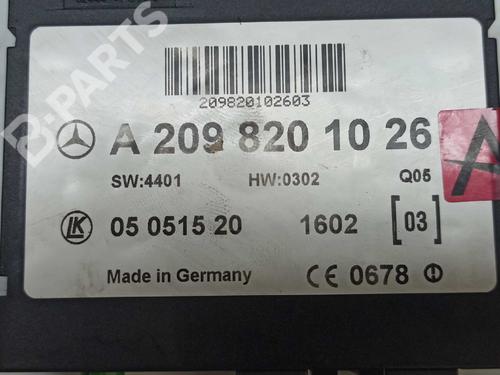 B-PARTS
209820102603
A 209 820 10 26
SW:4401 HW:0302 Q05
LK 05 0515 20 1602 [03]
Made in Germany CE 0678
A